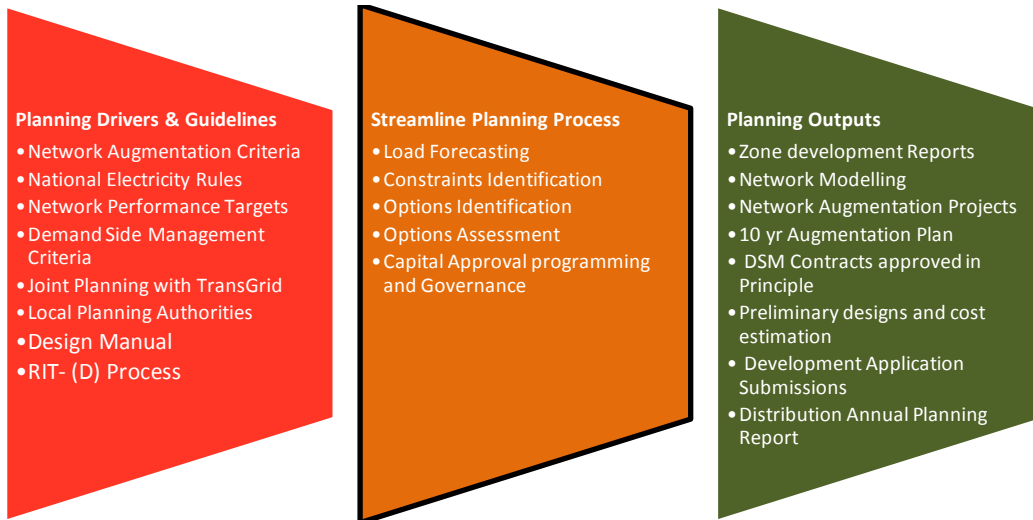 Planning Drivers & Guidelines
•Network Augmentation Criteria
•National Electricity Rules
•Network Performance Targets
•Demand Side Management
Criteria
•Joint Planning with TransGrid
•Local Planning Authorities
•Design Manual
•RIT- (D) Process
Streamline Planning Process
•Load Forecasting
•Constraints Identification
•Options Identification
•Options Assessment
•Capital Approval programming
and Governance
Planning Outputs
•Zone development Reports
•Network Modelling
•Network Augmentation Projects
•10 yr Augmentation Plan
• DSM Contracts approved in
Principle
•Preliminary designs and cost
estimation
• Development Application
Submissions
•Distribution Annual Planning
Report